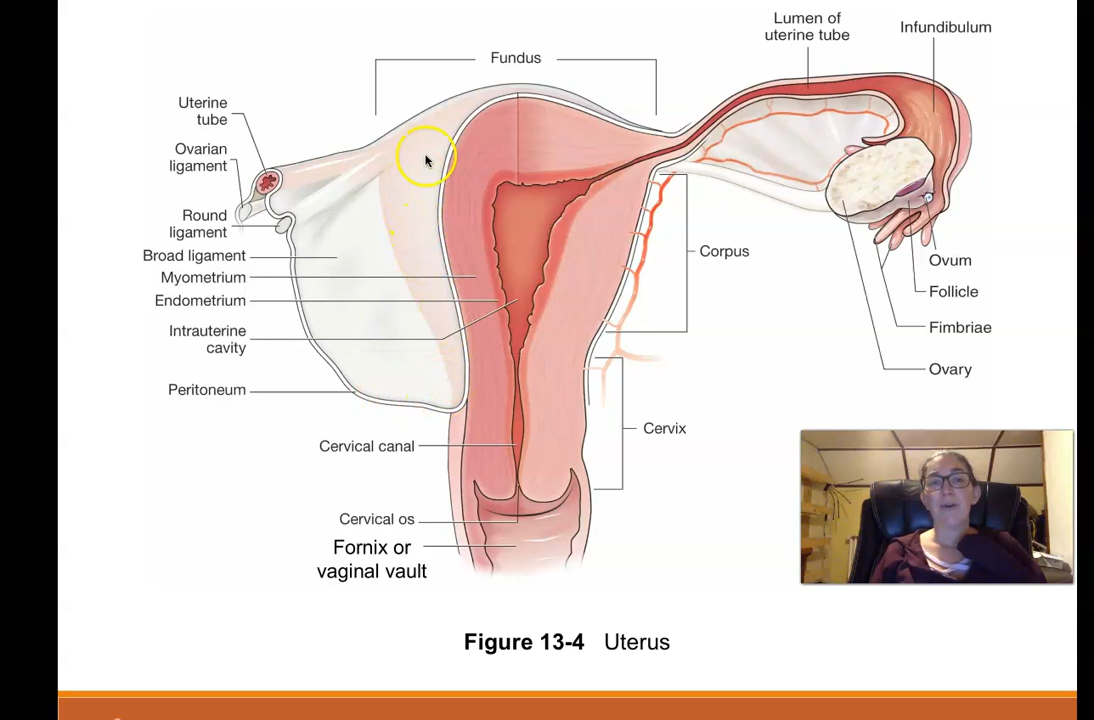 Lumen of
uterine tube
Infundibulum
Fundus
Uterine
tube
Ovarian
ligament
Round
ligament
Broad ligament
Myometrium
Endometrium
Intrauterine
cavity
Peritoneum
Corpus
Ovum
Follicle
Fimbriae
Ovary
Cervical canal
Cervix
Cervical os
Fornix or
vaginal vault
Figure 13-4 Uterus